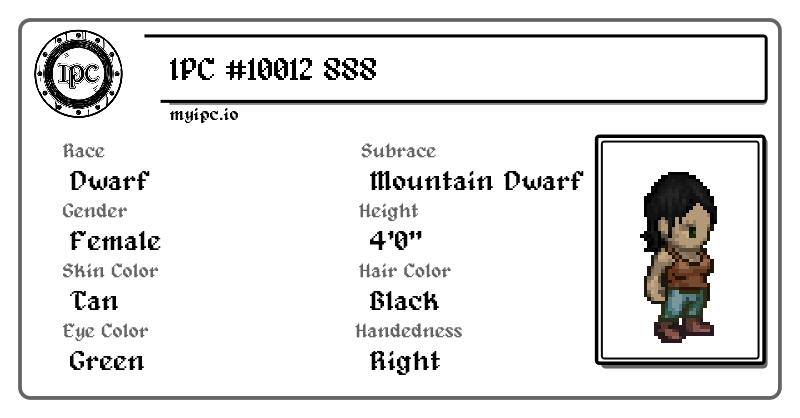 IPC
IPC #10012 888
myipc.io
Race
Subrace
Dwarf
Mountain Dwarf
Gender
Height
Female
4'0"
Skin Color
Hair Color
Tan
Black
Eye Color
Handedness
Green
Right